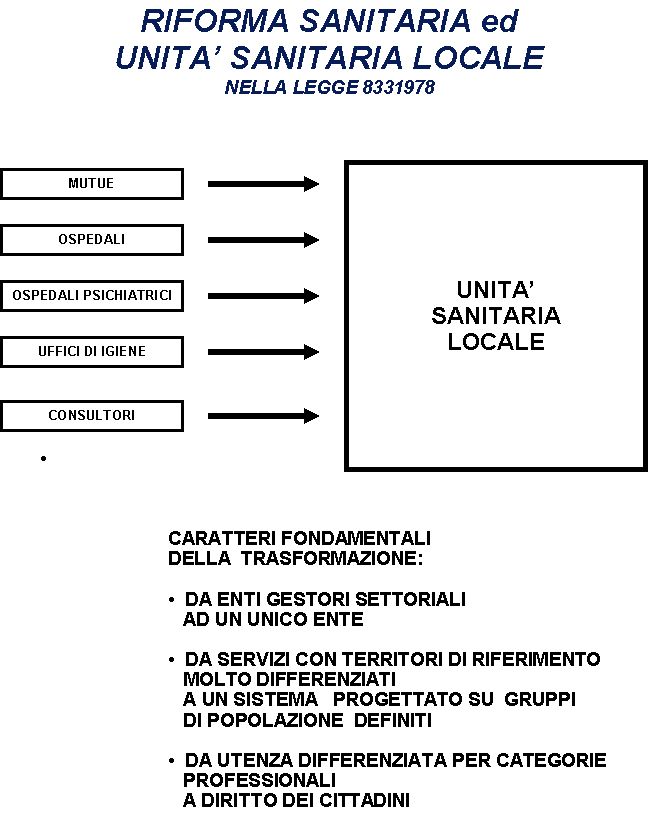 RIFORMA SANITARIA ed
UNITA’ SANITARIA LOCALE
NELLA LEGGE 8331978
MUTUE
OSPEDALI
OSPEDALI PSICHIATRICI
UFFICI DI IGIENE
CONSULTORI
UNITA’
SANITARIA
LOCALE
•
CARATTERI FONDAMENTALI
DELLA TRASFORMAZIONE:
• DA ENTI GESTORI SETTORIALI
AD UN UNICO ENTE
• DA SERVIZI CON TERRITORI DI RIFERIMENTO
MOLTO DIFFERENZIATI
A UN SISTEMA PROGETTATO SU GRUPPI
DI POPOLAZIONE DEFINITI
• DA UTENZA DIFFERENZIATA PER CATEGORIE
PROFESSIONALI
A DIRITTO DEI CITTADINI